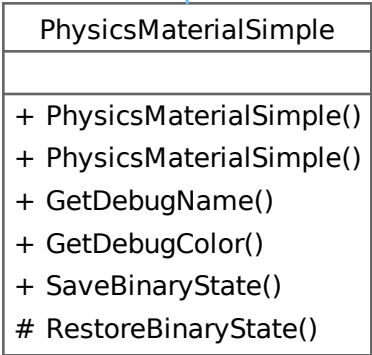 PhysicsMaterialSimple
+ PhysicsMaterialSimple()
+ PhysicsMaterialSimple()
+ GetDebugName()
+ GetDebugColor()
+ SaveBinaryState()
# RestoreBinaryState()